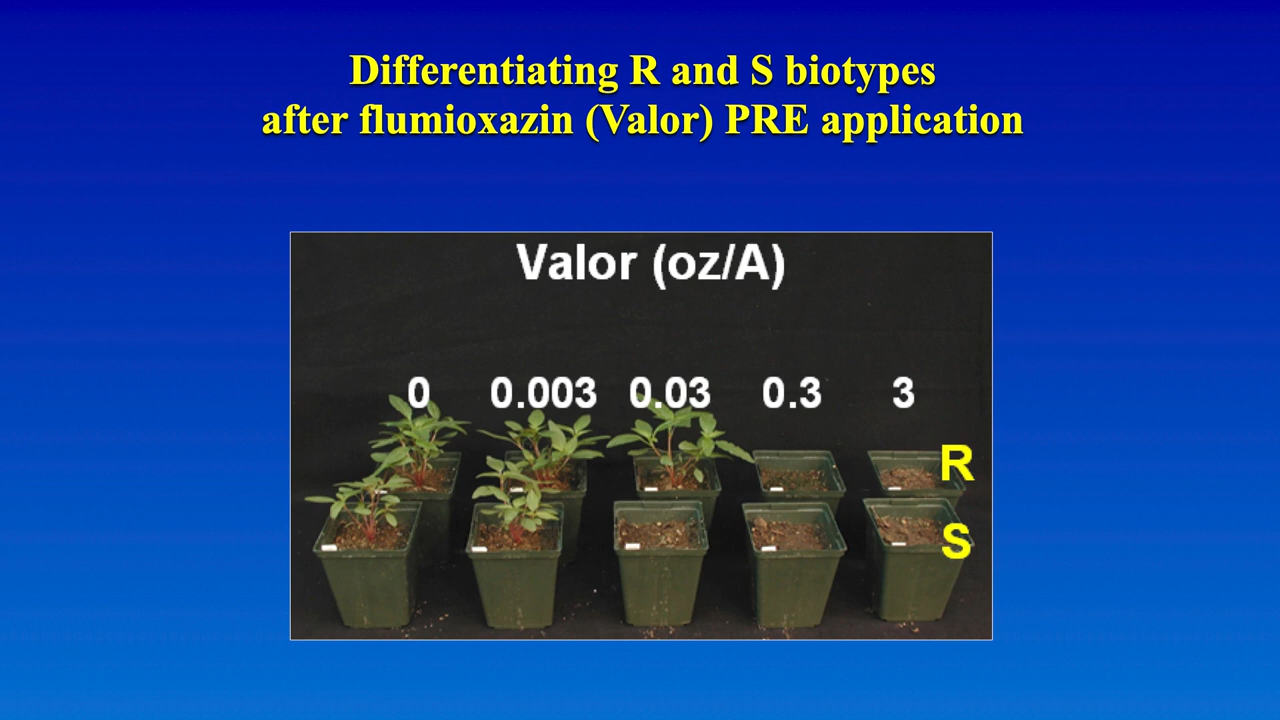 Differentiating R and S biotypes
after flumioxazin (Valor) PRE application
Valor (oz/A)
0 0.003 0.03 0.3 3
R
S